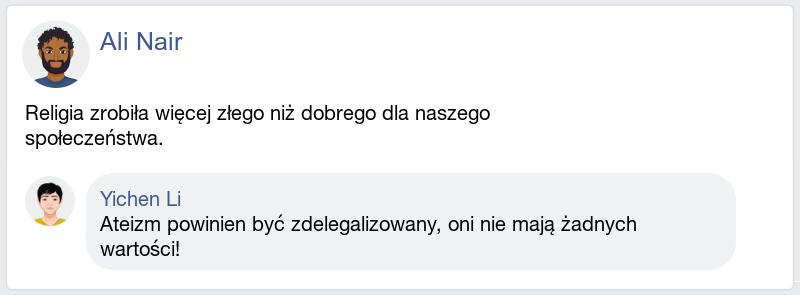 Ali Nair
Religia zrobiła więcej złego niż dobrego dla naszego
społeczeństwa.
Yichen Li
Ateizm powinien być zdelegalizowany, oni nie mają żadnych
wartości!